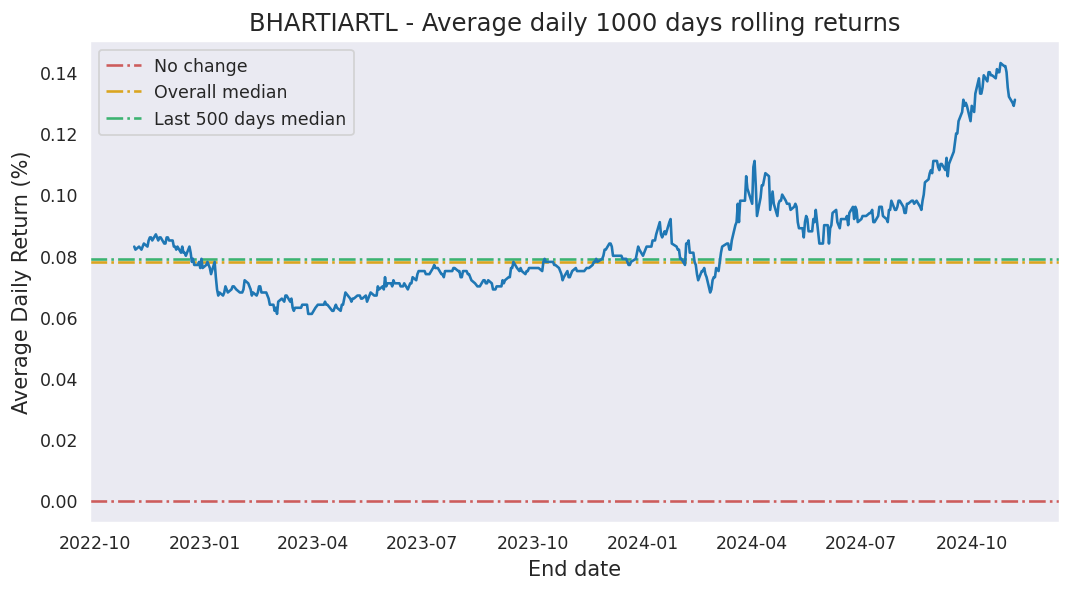 BHARTIARTL - Average daily 1000 days rolling returns
No change
Overall median
Last 500 days median
Average Daily Return (%)
0.14
0.12
0.10
0.08
0.06
0.04
0.02
0.00
2022-10 2023-01 2023-04 2023-07 2023-10 2024-01 2024-04 2024-07 2024-10
End date